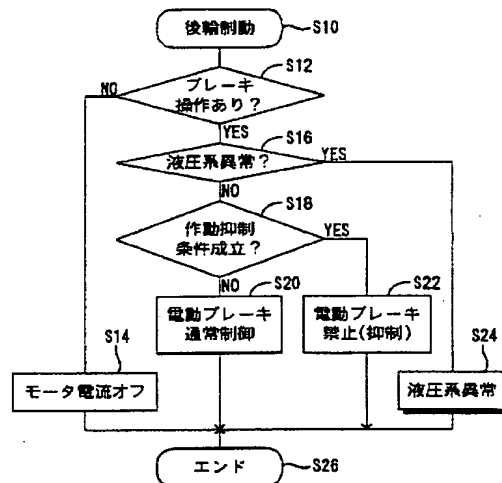 後輪制動
S10
ブレーキ
操作あり？
S12
NO
YES
液圧系異常？
S16
YES
NO
作動抑制
条件成立？
S18
YES
NO
電動ブレーキ
通常制御
S20
電動ブレーキ
禁止(抑制)
S22
モータ電流オフ
S14
液圧系異常
S24
エンド
S26